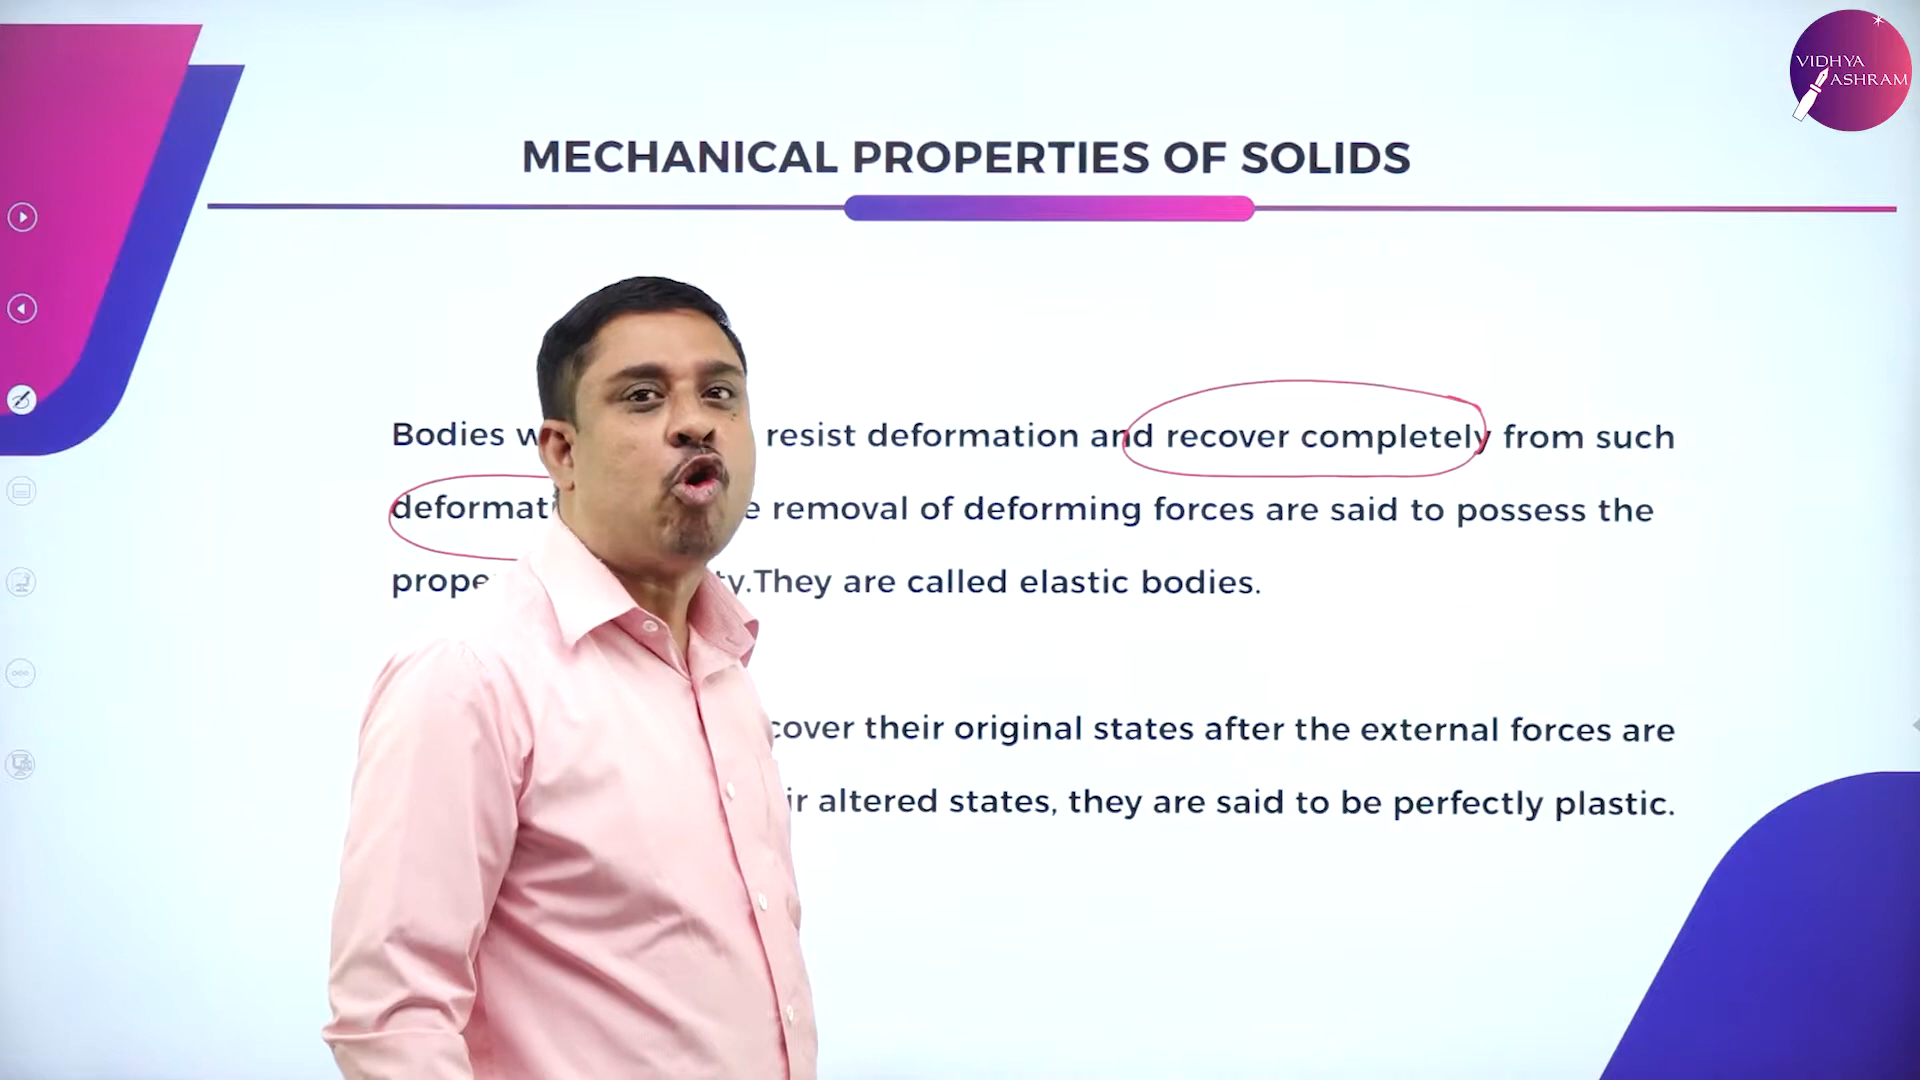 VIDHYA
ASHRAM
MECHANICAL PROPERTIES OF SOLIDS
Bodies resist deformation and recover completely from such
removal of deforming forces are said to possess the
They are called elastic bodies.
their original states after the external forces are
altered states, they are said to be perfectly plastic.